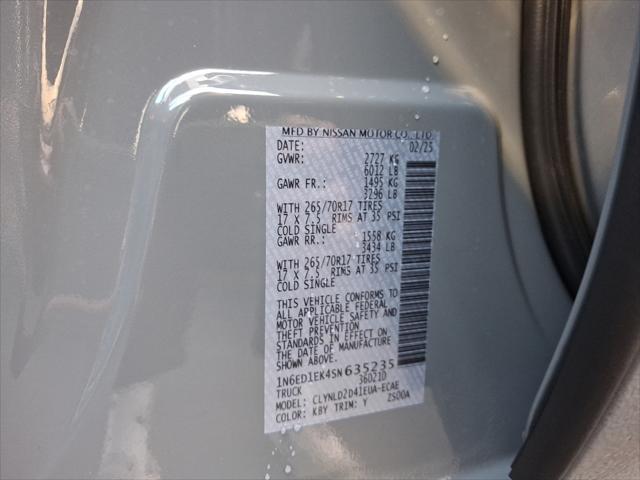 MFD BY NISSAN MOTOR CO., LTD.
DATE: 02/25
GVWR: 2727 KG
6012 LB
GAWR FR.: 1495 KG
3296 LB
WITH 265/70R17 TIRES
17 X 7.5 RIMS AT 35 PSI
COLD SINGLE
GAWR RR.: 1558 KG
3434 LB
WITH 265/70R17 TIRES
17 X 7.5 RIMS AT 35 PSI
COLD SINGLE
THIS VEHICLE CONFORMS TO
ALL APPLICABLE FEDERAL
MOTOR VEHICLE SAFETY AND
THEFT PREVENTION
STANDARDS IN EFFECT ON
THE DATE OF MANUFACTURE
SHOWN ABOVE.
1N6ED1EK4SN635235
TRUCK 36021D
MODEL: CLYNLD2D41EUA-ECAE
COLOR: KBY TRIM: Y ZS00A